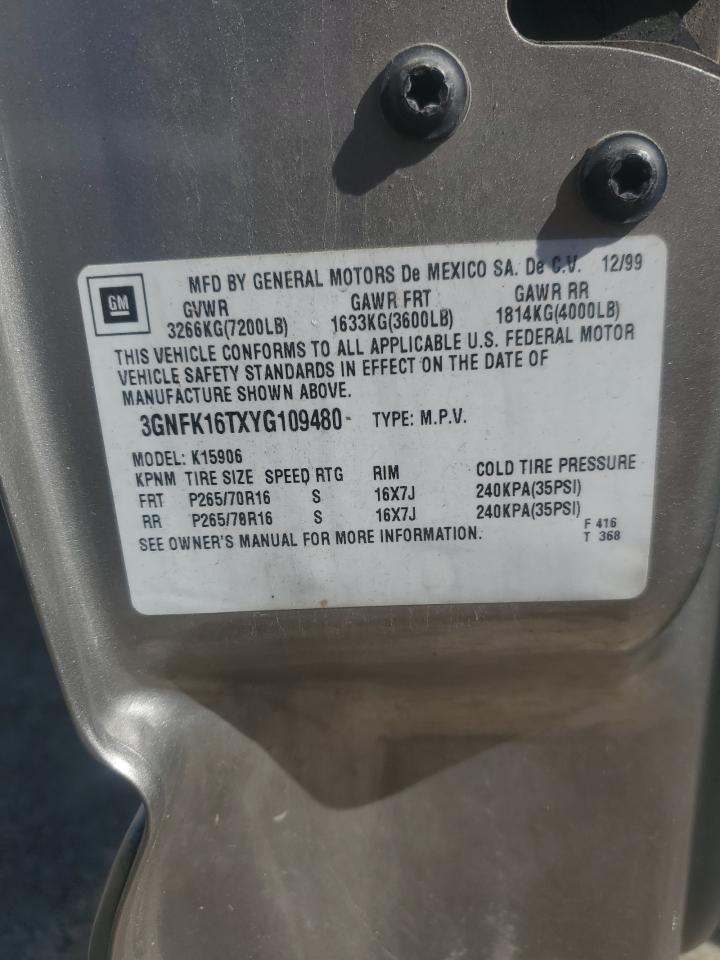 GM
MFD BY GENERAL MOTORS De MEXICO SA. De C.V. 12/99
GVWR GAWR FRT GAWR RR
3266KG(7200LB) 1633KG(3600LB) 1814KG(4000LB)
THIS VEHICLE CONFORMS TO ALL APPLICABLE U.S. FEDERAL MOTOR
VEHICLE SAFETY STANDARDS IN EFFECT ON THE DATE OF
MANUFACTURE SHOWN ABOVE.
3GNFK16TXYG109480 TYPE: M.P.V.
MODEL: K15906
KPNM TIRE SIZE SPEED RTG RIM COLD TIRE PRESSURE
FRT P265/70R16 S 16X7J 240KPA(35PSI)
RR P265/70R16 S 16X7J 240KPA(35PSI)
SEE OWNER'S MANUAL FOR MORE INFORMATION.
F 416
T 368